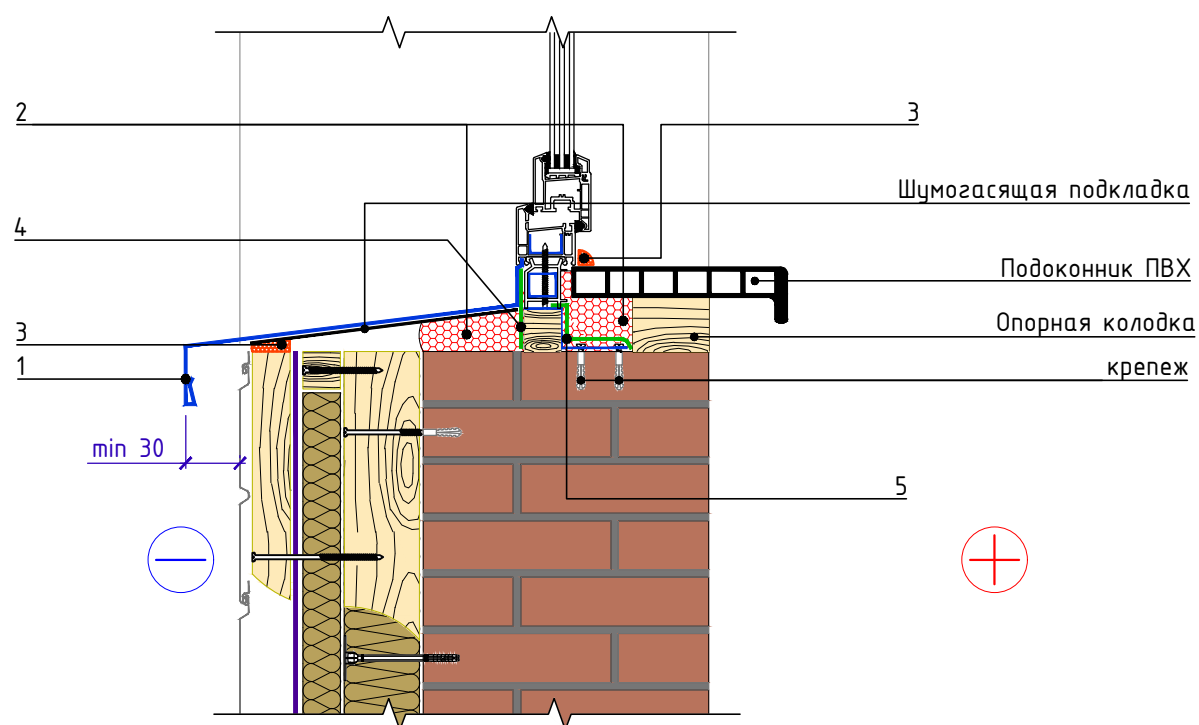 2
3
Шумогасящая подкладка
4
Подоконник ПВХ
Опорная колодка
3
1
крепеж
min 30
5